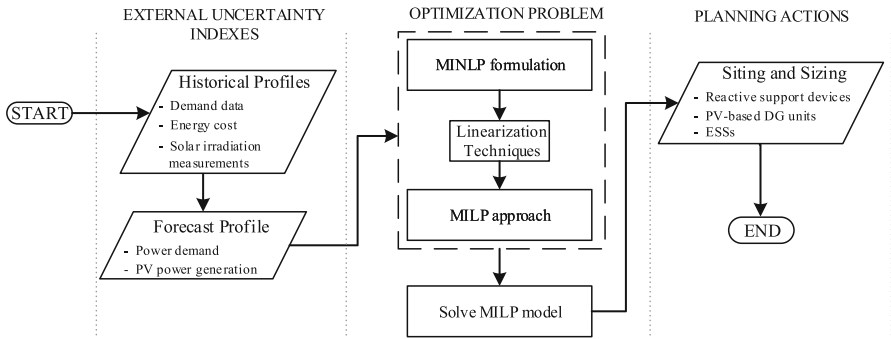 EXTERNAL UNCERTAINTY
INDEXES
OPTIMIZATION PROBLEM
PLANNING ACTIONS
START
Historical Profiles
- Demand data
- Energy cost
- Solar irradiation
measurements
Forecast Profile
- Power demand
- PV power generation
MINLP formulation
Linearization
Techniques
MILP approach
Solve MILP model
Siting and Sizing
- Reactive support devices
- PV-based DG units
- ESSs
END